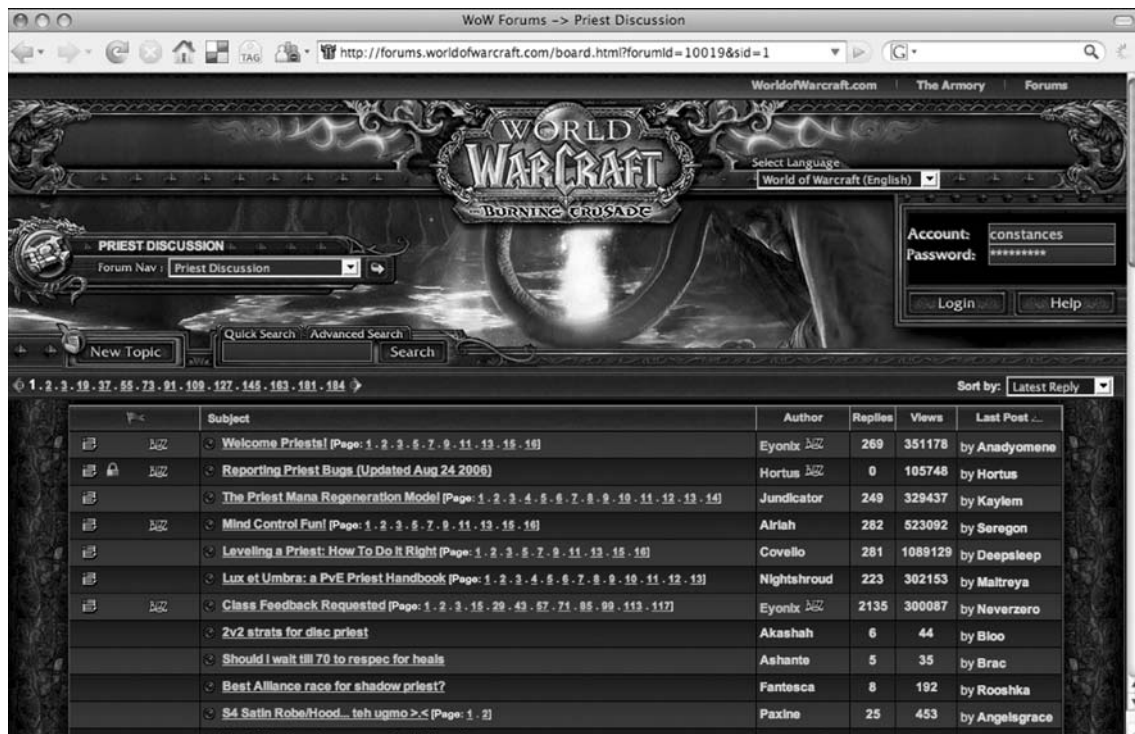 WoW Forums -> Priest Discussion
TAG http://forums.worldofwarcraft.com/board.html?forumId=10019&sid=1 G
WorldofWarcraft.com The Armory Forums
WORLD
WARCRAFT
BURNING CRUSADE
Select Language
World of Warcraft (English)
PRIEST DISCUSSION
Forum Nav : Priest Discussion
Account: constances
Password: *********
Login Help
Quick Search Advanced Search
New Topic Search
1 . 2 . 3 . 19 . 37 . 55 . 73 . 91 . 109 . 127 . 145 . 163 . 181 . 184 Sort by: Latest Reply
Subject Author Replies Views Last Post
Welcome Priests! [Page: 1 . 2 . 3 . 5 . 7 . 9 . 11 . 13 . 15 . 16] Eyonix 269 351178 by Anadyomene
Reporting Priest Bugs (Updated Aug 24 2006) Hortus 0 105748 by Hortus
The Priest Mana Regeneration Model [Page: 1 . 2 . 3 . 4 . 5 . 6 . 7 . 8 . 9 . 10 . 11 . 12 . 13 . 14] Jundicator 249 329437 by Kaylem
Mind Control Fun! [Page: 1 . 2 . 3 . 5 . 7 . 9 . 11 . 13 . 15 . 16] Alriah 282 523092 by Seregon
Leveling a Priest: How To Do It Right [Page: 1 . 2 . 3 . 5 . 7 . 9 . 11 . 13 . 15 . 16] Covello 281 1089129 by Deepsleep
Lux et Umbra: a PvE Priest Handbook [Page: 1 . 2 . 3 . 4 . 5 . 6 . 7 . 8 . 9 . 10 . 11 . 12 . 13] Nightshroud 223 302153 by Maitreya
Class Feedback Requested [Page: 1 . 2 . 3 . 15 . 29 . 43 . 57 . 71 . 85 . 99 . 113 . 117] Eyonix 2135 300087 by Neverzero
2v2 strats for disc priest Akashah 6 44 by Bloo
Should I wait till 70 to respec for heals Ashante 5 35 by Brac
Best Alliance race for shadow priest? Fantesca 8 192 by Rooshka
S4 Satin Robe/Hood... teh ugmo >.< [Page: 1 . 2] Paxine 25 453 by Angelsgrace